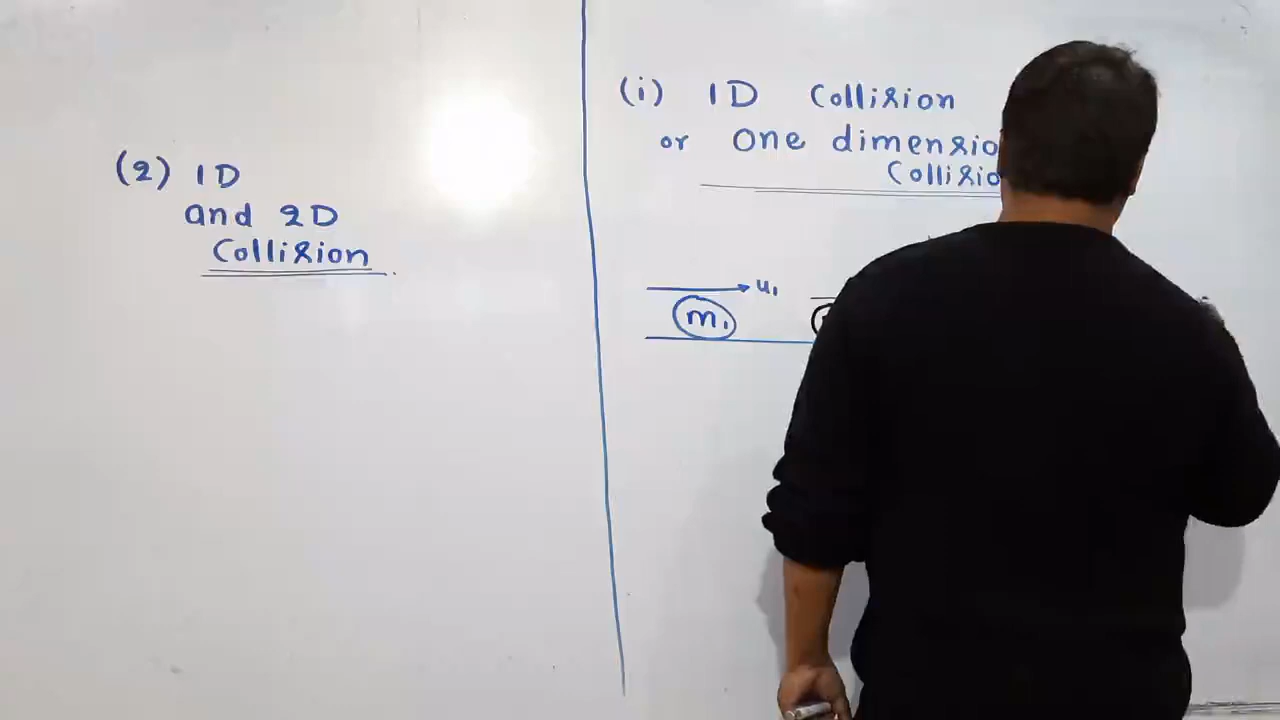 (2) 1D
and 2D
Collision
(i) 1D Collision
or One dimensio
Collisio
u₁
m₁